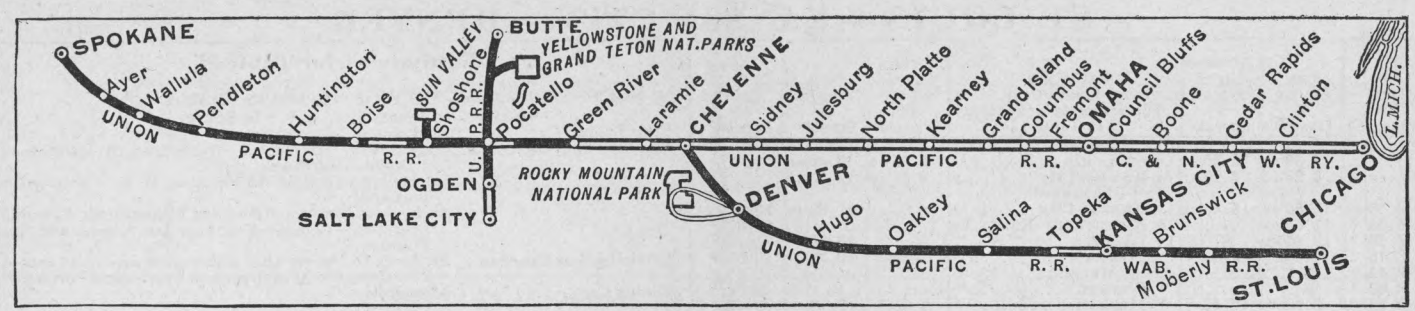 SPOKANE
Ayer
Wallula
Pendleton
Huntington
Boise
SUN VALLEY
Shoshone
BUTTE
YELLOWSTONE AND
GRAND TETON NAT. PARKS
Pocatello
Green River
Laramie
CHEYENNE
Sidney
Julesburg
North Platte
Kearney
Grand Island
Columbus
Fremont
OMAHA
Council Bluffs
Boone
Cedar Rapids
Clinton
L. MICH.
CHICAGO
UNION
PACIFIC
R. R.
U. P. R. R.
UNION
PACIFIC
R. R.
C. & N. W. RY.
OGDEN
SALT LAKE CITY
ROCKY MOUNTAIN
NATIONAL PARK
DENVER
Hugo
Oakley
Salina
Topeka
KANSAS CITY
Brunswick
Moberly
ST. LOUIS
UNION
PACIFIC
R. R.
WAB.
R.R.